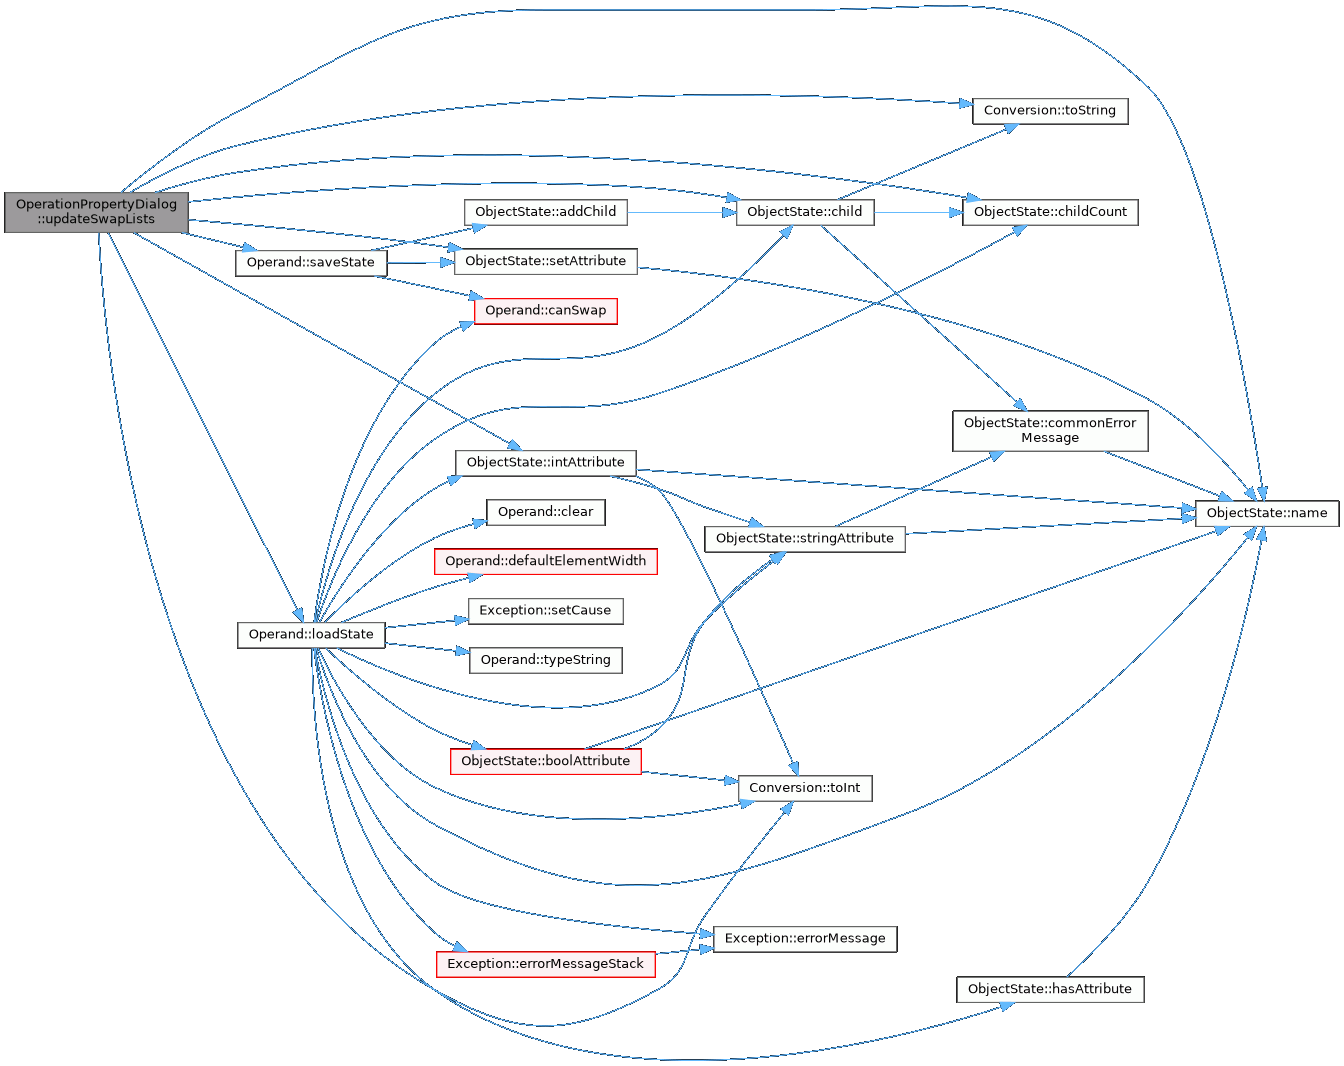 Conversion::toString
OperationPropertyDialog
::updateSwapLists
ObjectState::addChild
ObjectState::child
ObjectState::childCount
Operand::saveState
ObjectState::setAttribute
Operand::canSwap
ObjectState::commonError
Message
ObjectState::intAttribute
Operand::clear
ObjectState::name
ObjectState::stringAttribute
Operand::defaultElementWidth
Exception::setCause
Operand::loadState
Operand::typeString
ObjectState::boolAttribute
Conversion::toInt
Exception::errorMessage
Exception::errorMessageStack
ObjectState::hasAttribute